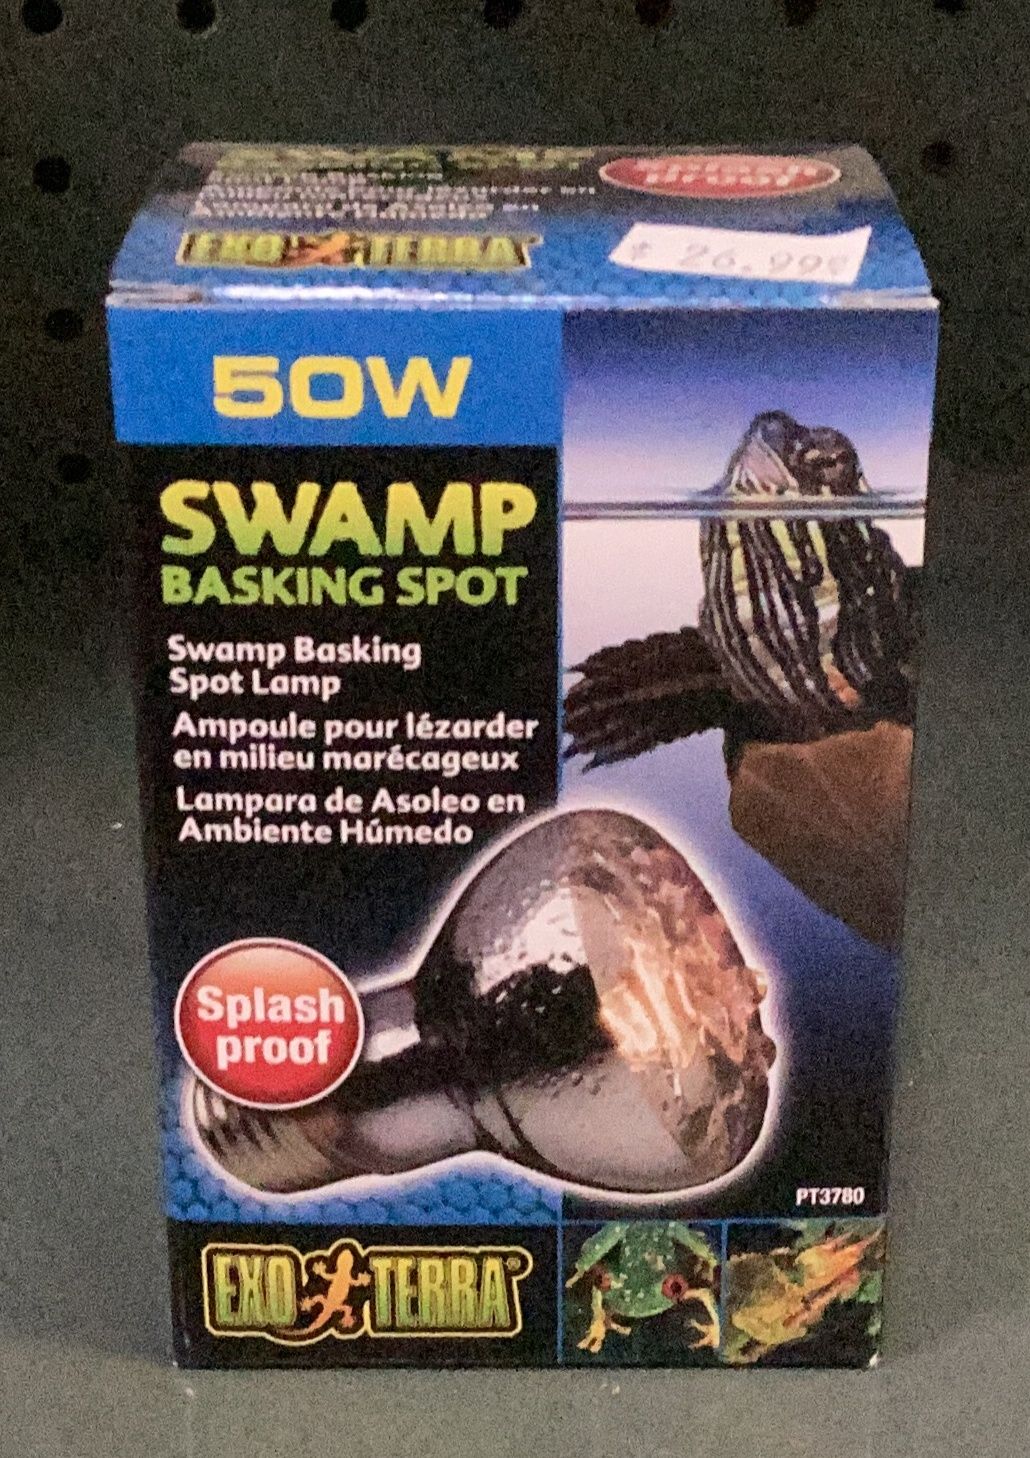 EXO TERRA
$ 26.99
50W
SWAMP
BASKING SPOT
Swamp Basking
Spot Lamp
Ampoule pour lézarder
en milieu marécageux
Lampara de Asoleo en
Ambiente Húmedo
Splash
proof
PT3780
EXO TERRA®